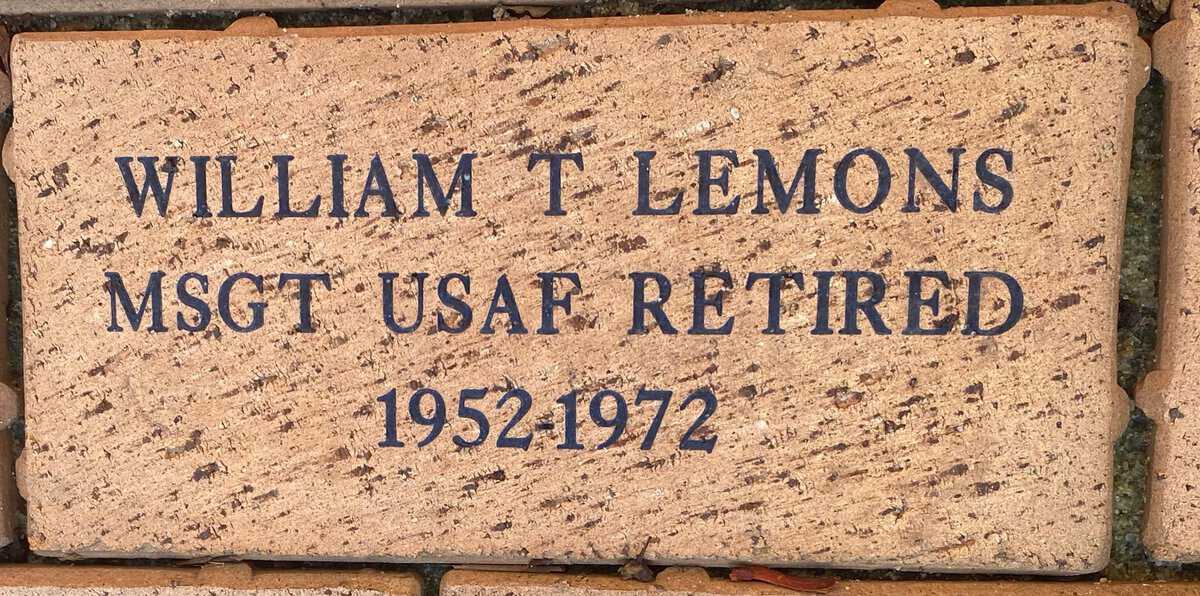 WILLIAM T LEMONS
MSGT USAF RETIRED
1952-1972